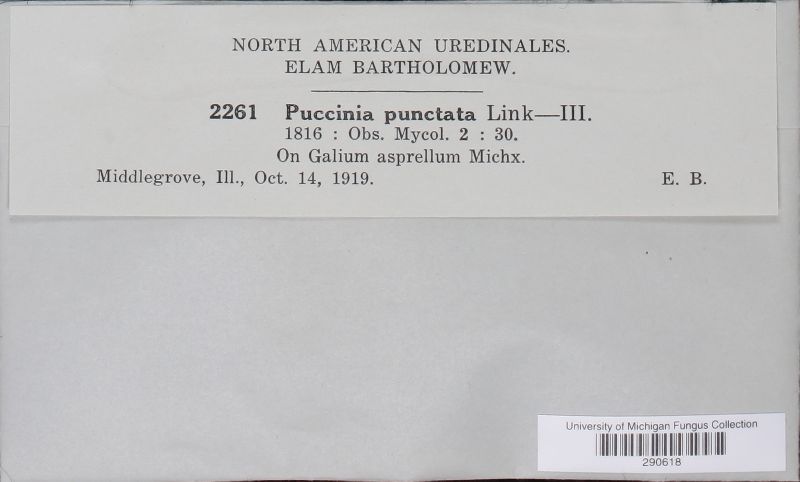 NORTH AMERICAN UREDINALES.
ELAM BARTHOLOMEW.
2261 Puccinia punctata Link—III.
1816 : Obs. Mycol. 2 : 30.
On Galium asprellum Michx.
Middlegrove, Ill., Oct. 14, 1919. E. B.
University of Michigan Fungus Collection
290618